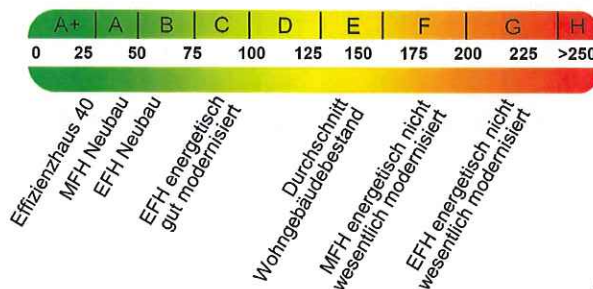 A+ A B C D E F G H
0 25 50 75 100 125 150 175 200 225 >250
Effizienzhaus 40
MFH Neubau
EFH Neubau
EFH energetisch
gut modernisiert
Durchschnitt
Wohngebäudebestand
MFH energetisch nicht
wesentlich modernisiert
EFH energetisch nicht
wesentlich modernisiert